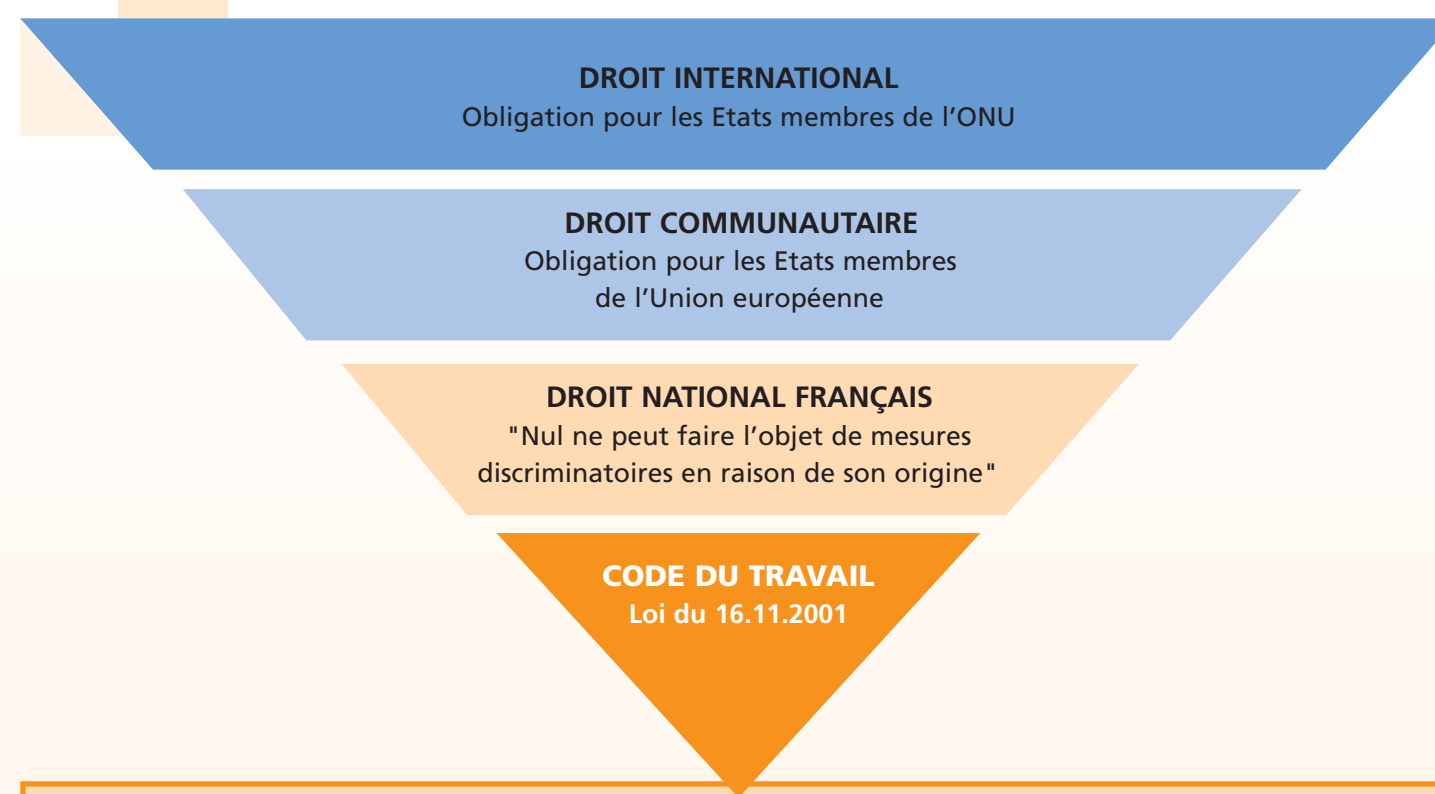 DROIT INTERNATIONAL
Obligation pour les Etats membres de l’ONU
DROIT COMMUNAUTAIRE
Obligation pour les Etats membres
de l’Union européenne
DROIT NATIONAL FRANÇAIS
"Nul ne peut faire l’objet de mesures
discriminatoires en raison de son origine"
CODE DU TRAVAIL
Loi du 16.11.2001